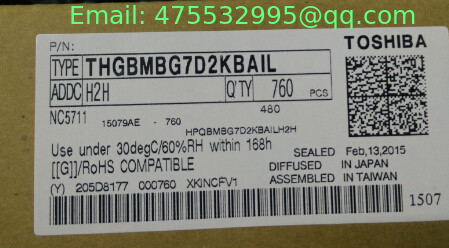 Email: 475532995@qq.com
P/N:
TOSHIBA
TYPE THGBMBG7D2KBAIL
ADDC H2H Q'TY 760 PCS
NC5711 15079AE - 760 480
HPQBMBG7D2KBAILH2H
Use under 30degC/60%RH within 168h
SEALED Feb,13,2015
[[G]]/RoHS COMPATIBLE
DIFFUSED IN JAPAN
ASSEMBLED IN TAIWAN
(Y) 205D8177 000760 XKINCFV1
1507